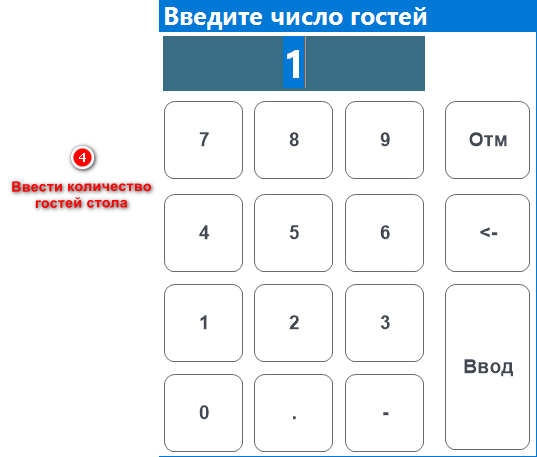 Введите число гостей
1
7 8 9 Отм
4
Ввести количество
гостей стола
4 5 6 <-
1 2 3
Ввод
0 . -